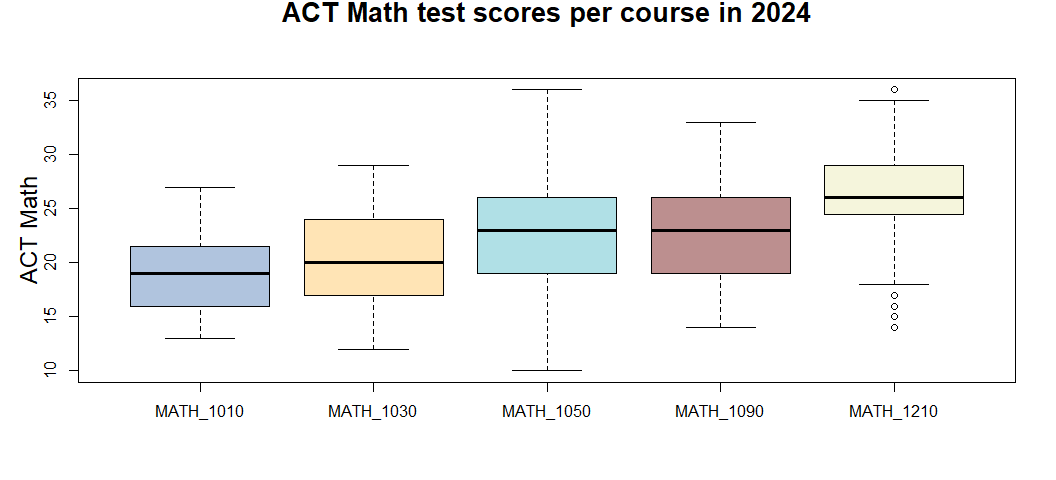 ACT Math test scores per course in 2024
ACT Math
35
30
25
20
15
10
MATH_1010 MATH_1030 MATH_1050 MATH_1090 MATH_1210